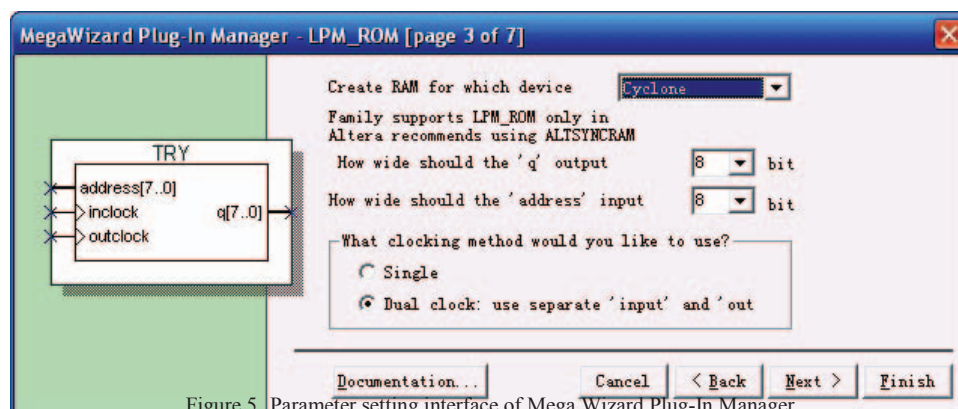 MegaWizard Plug-In Manager - LPM_ROM [page 3 of 7]
Create RAM for which device Cyclone
Family supports LPM_ROM only in
Altera recommends using ALTSYNCRAM
How wide should the 'q' output 8 bit
How wide should the 'address' input 8 bit
What clocking method would you like to use?
Single
Dual clock: use separate 'input' and 'out
TRY
address[7..0]
inclock q[7..0]
outclock
Documentation... Cancel < Back Next > Finish
Figure 5 Parameter setting interface of Mega Wizard Plug-In Manager